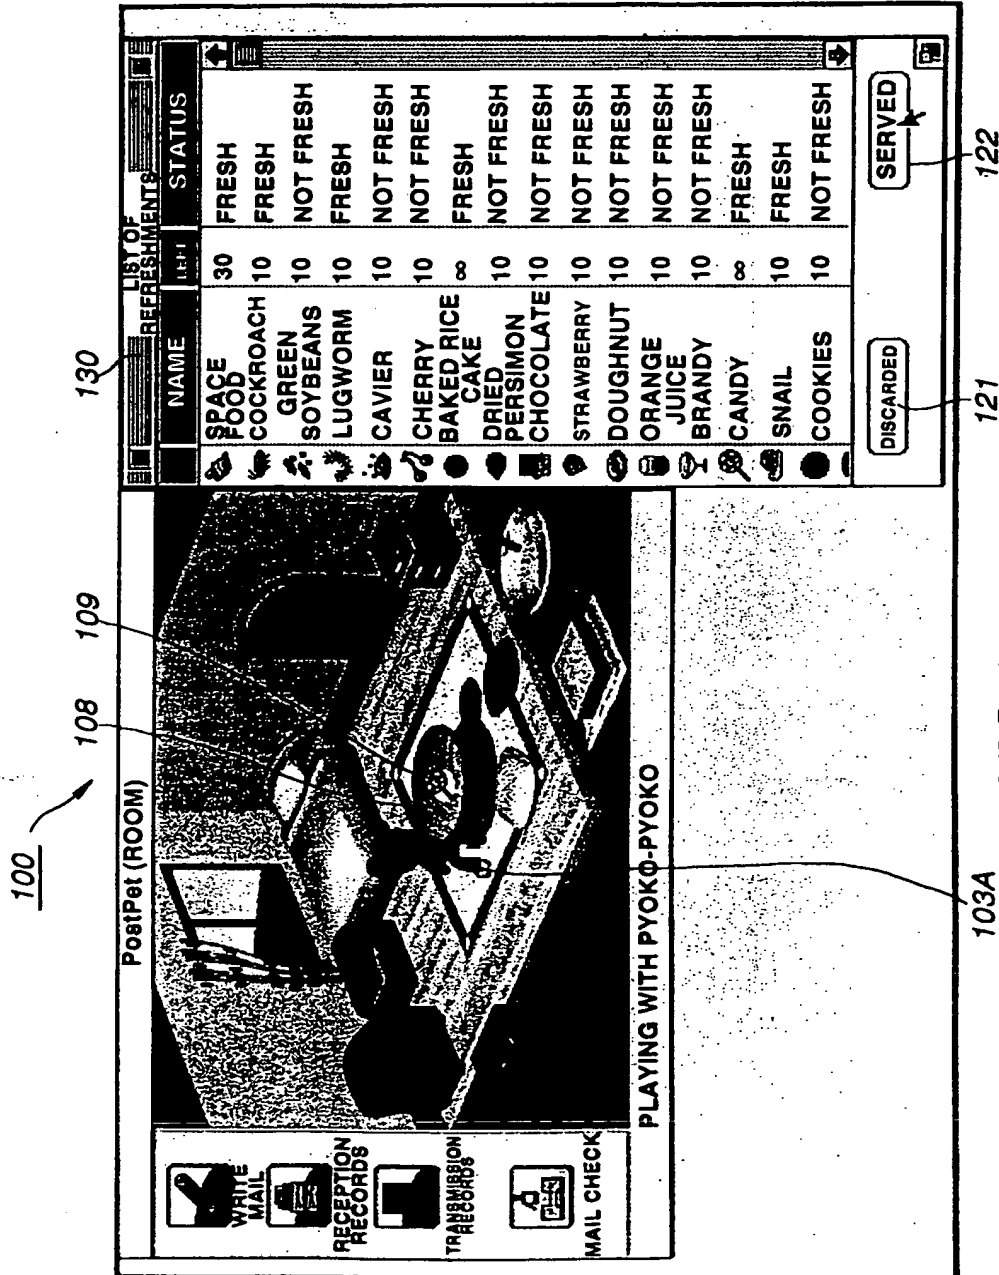 100
108
109
130
PostPet (ROOM)
WRITE
MAIL
RECEPTION
RECORDS
TRANSMISSION
RECORDS
MAIL CHECK
PLAYING WITH PYOKO-PYOKO
103A
LIST OF
REFRESHMENTS
NAME LEFT STATUS
SPACE
FOOD 30 FRESH
COCKROACH 10 FRESH
GREEN
SOYBEANS 10 NOT FRESH
LUGWORM 10 FRESH
CAVIER 10 NOT FRESH
CHERRY 10 NOT FRESH
BAKED RICE
CAKE ∞ FRESH
DRIED
PERSIMON 10 NOT FRESH
CHOCOLATE 10 NOT FRESH
STRAWBERRY 10 NOT FRESH
DOUGHNUT 10 NOT FRESH
ORANGE
JUICE 10 NOT FRESH
BRANDY 10 NOT FRESH
CANDY ∞ FRESH
SNAIL 10 FRESH
COOKIES 10 NOT FRESH
DISCARDED
SERVED
121
122